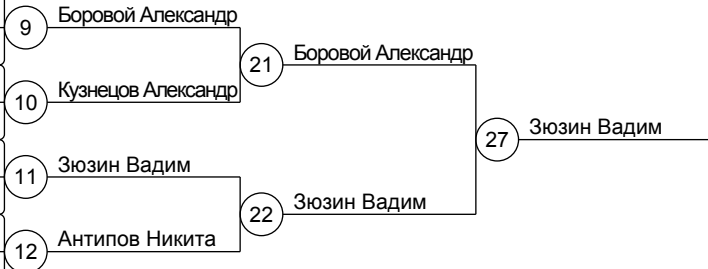 9 Боровой Александр
21 Боровой Александр
10 Кузнецов Александр
27 Зюзин Вадим
11 Зюзин Вадим
22 Зюзин Вадим
12 Антипов Никита